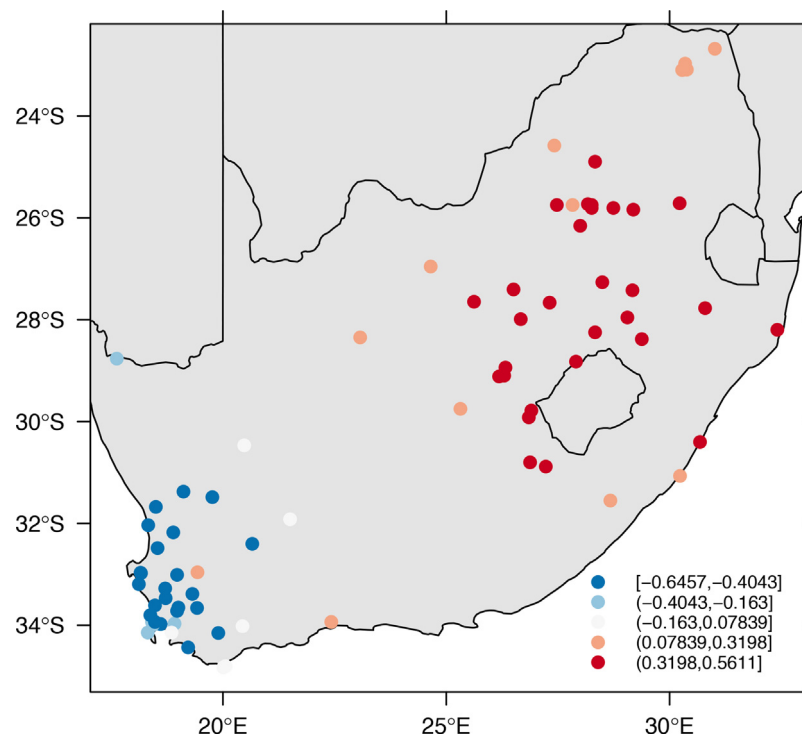 24°S
26°S
28°S
30°S
32°S
34°S
[−0.6457,−0.4043]
(−0.4043,−0.163]
(−0.163,0.07839]
(0.07839,0.3198]
(0.3198,0.5611]
20°E 25°E 30°E